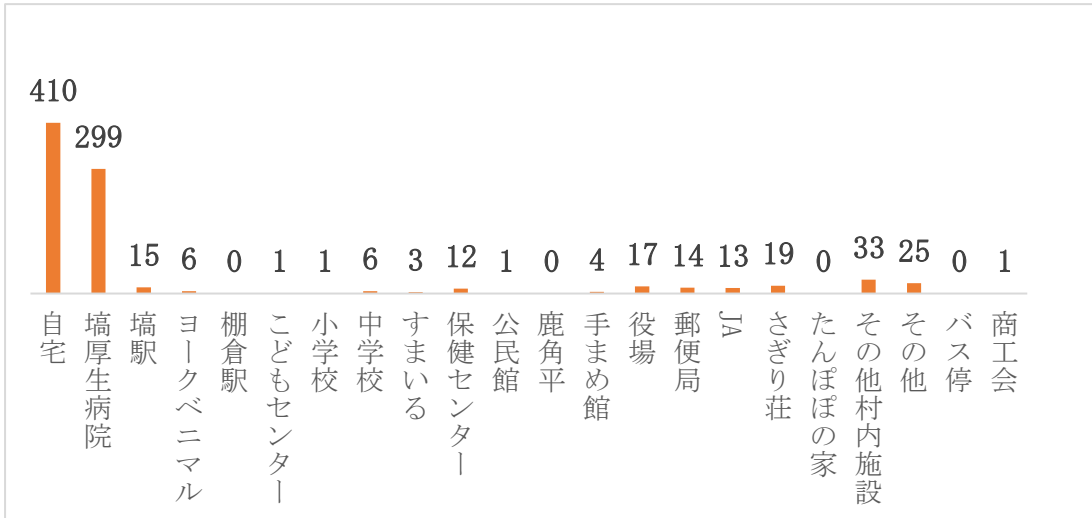 410
299
15
6
0
1
1
6
3
12
1
0
4
17
14
13
19
0
33
25
0
1
自宅
塙厚生病院
塙駅
ヨークベニマル
棚倉駅
こどもセンター
小学校
中学校
すまいる
保健センター
公民館
鹿角平
手まめ館
役場
郵便局
JA
さぎり荘
たんぽぽの家
その他村内施設
その他
バス停
商工会